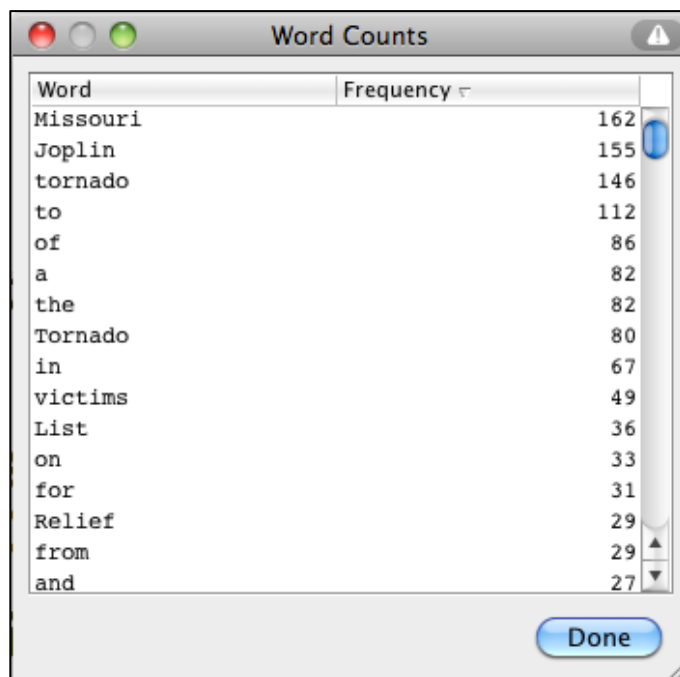 Word Counts
Word Frequency
Missouri 162
Joplin 155
tornado 146
to 112
of 86
a 82
the 82
Tornado 80
in 67
victims 49
List 36
on 33
for 31
Relief 29
from 29
and 27
Done